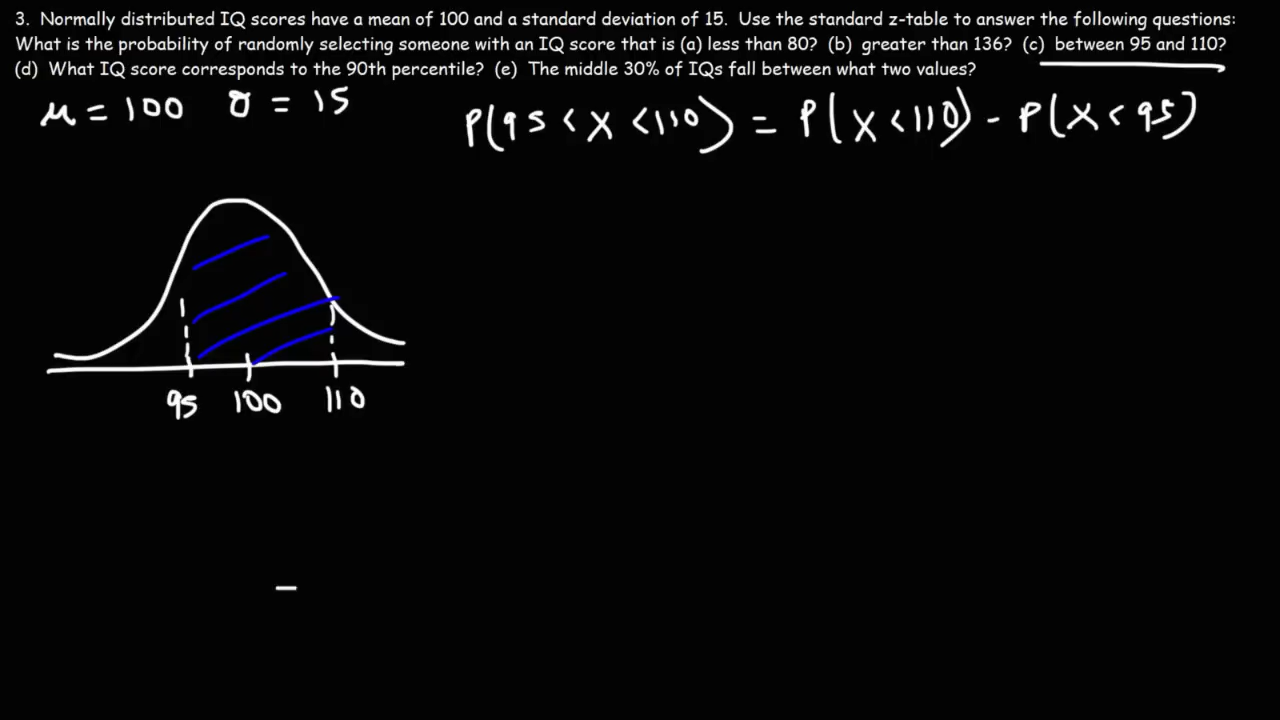 3. Normally distributed IQ scores have a mean of 100 and a standard deviation of 15. Use the standard z-table to answer the following questions:
What is the probability of randomly selecting someone with an IQ score that is (a) less than 80? (b) greater than 136? (c) between 95 and 110?
(d) What IQ score corresponds to the 90th percentile? (e) The middle 30% of IQs fall between what two values?
μ = 100 σ = 15
P(95 < X < 110) = P(X < 110) - P(X < 95)
95 100 110